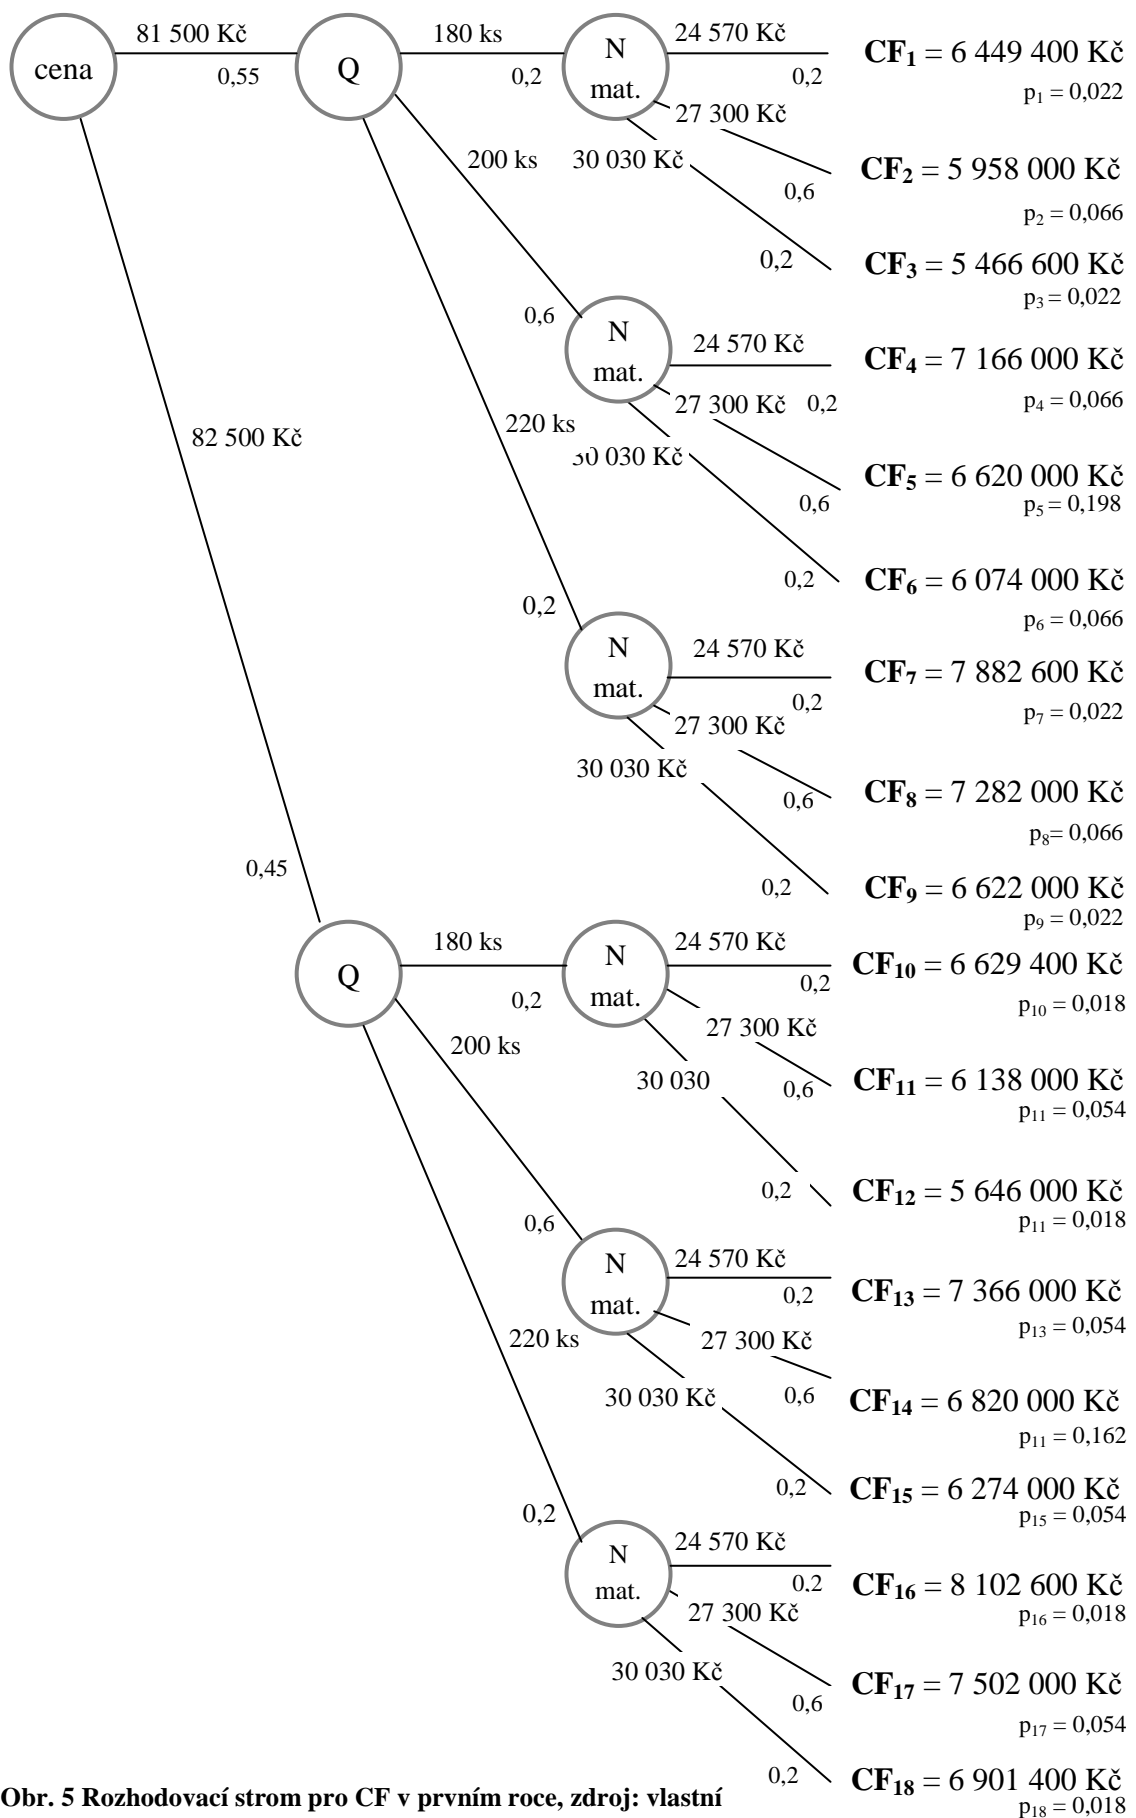 81 500 Kč
0,55
cena
Q
180 ks
0,2
N
mat.
24 570 Kč
0,2
CF1 = 6 449 400 Kč
p1 = 0,022
27 300 Kč
0,6
CF2 = 5 958 000 Kč
p2 = 0,066
30 030 Kč
0,2
CF3 = 5 466 600 Kč
p3 = 0,022
200 ks
0,6
N
mat.
24 570 Kč
0,2
CF4 = 7 166 000 Kč
p4 = 0,066
27 300 Kč
0,6
CF5 = 6 620 000 Kč
p5 = 0,198
30 030 Kč
0,2
CF6 = 6 074 000 Kč
p6 = 0,066
220 ks
0,2
N
mat.
24 570 Kč
0,2
CF7 = 7 882 600 Kč
p7 = 0,022
27 300 Kč
0,6
CF8 = 7 282 000 Kč
p8= 0,066
30 030 Kč
0,2
CF9 = 6 622 000 Kč
p9 = 0,022
82 500 Kč
0,45
Q
180 ks
0,2
N
mat.
24 570 Kč
0,2
CF10 = 6 629 400 Kč
p10 = 0,018
27 300 Kč
0,6
CF11 = 6 138 000 Kč
p11 = 0,054
30 030
0,2
CF12 = 5 646 000 Kč
p11 = 0,018
200 ks
0,6
N
mat.
24 570 Kč
0,2
CF13 = 7 366 000 Kč
p13 = 0,054
27 300 Kč
0,6
CF14 = 6 820 000 Kč
p11 = 0,162
30 030 Kč
0,2
CF15 = 6 274 000 Kč
p15 = 0,054
220 ks
0,2
N
mat.
24 570 Kč
0,2
CF16 = 8 102 600 Kč
p16 = 0,018
27 300 Kč
0,6
CF17 = 7 502 000 Kč
p17 = 0,054
30 030 Kč
0,2
CF18 = 6 901 400 Kč
p18 = 0,018
Obr. 5 Rozhodovací strom pro CF v prvním roce, zdroj: vlastní